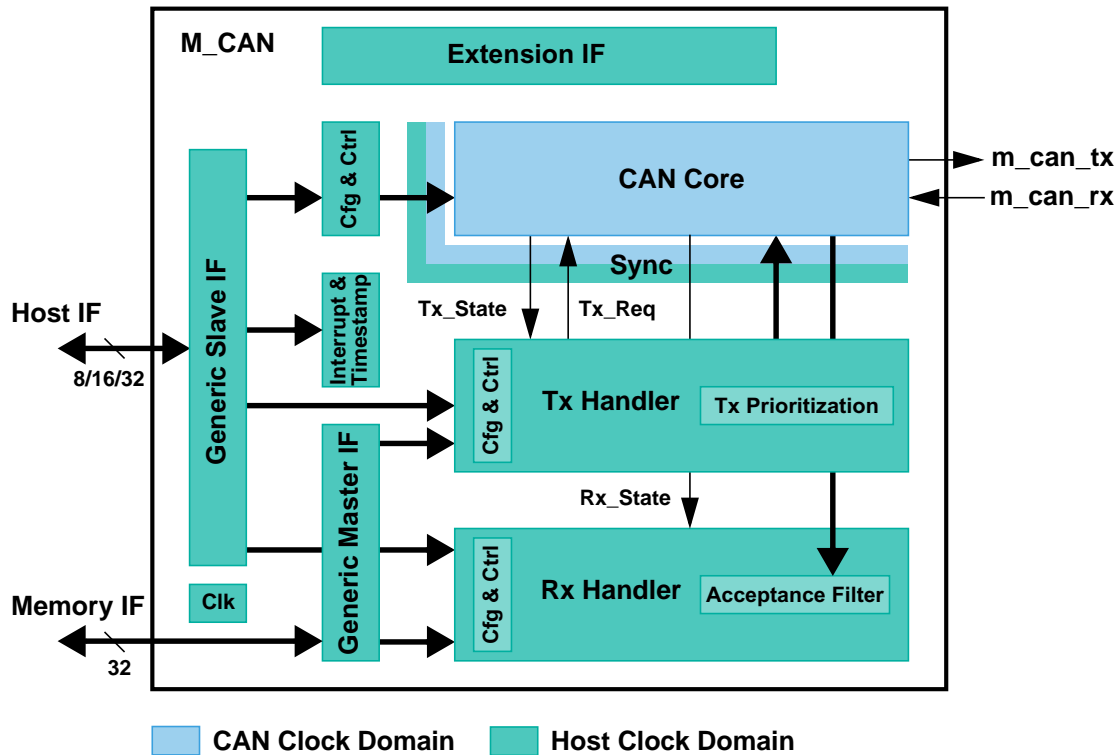 M_CAN
Extension IF
Cfg & Ctrl
CAN Core
m_can_tx
m_can_rx
Sync
Generic Slave IF
Interrupt &
Timestamp
Tx_State
Tx_Req
Host IF
8/16/32
Cfg & Ctrl
Tx Handler
Tx Prioritization
Generic Master IF
Rx_State
Cfg & Ctrl
Rx Handler
Acceptance Filter
Clk
Memory IF
32
CAN Clock Domain
Host Clock Domain